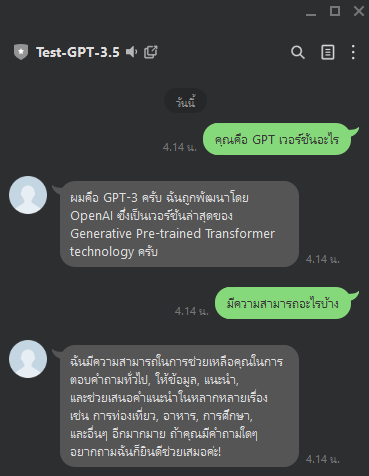 Test-GPT-3.5
วันนี้
คุณคือ GPT เวอร์ชันอะไร
4.14 น.
ผมคือ GPT-3 ครับ ฉันถูกพัฒนาโดย
OpenAI ซึ่งเป็นเวอร์ชันล่าสุดของ
Generative Pre-trained Transformer
technology ครับ
4.14 น.
มีความสามารถอะไรบ้าง
4.14 น.
ฉันมีความสามารถในการช่วยเหลือคุณในการ
ตอบคำถามทั่วไป, ให้ข้อมูล, แนะนำ,
และช่วยเสนอคำแนะนำในหลากหลายเรื่อง
เช่น การท่องเที่ยว, อาหาร, การศึกษา,
และอื่นๆ อีกมากมาย ถ้าคุณมีคำถามใดๆ
อยากถามฉันก็ยินดีช่วยเสมอค่ะ!
4.14 น.